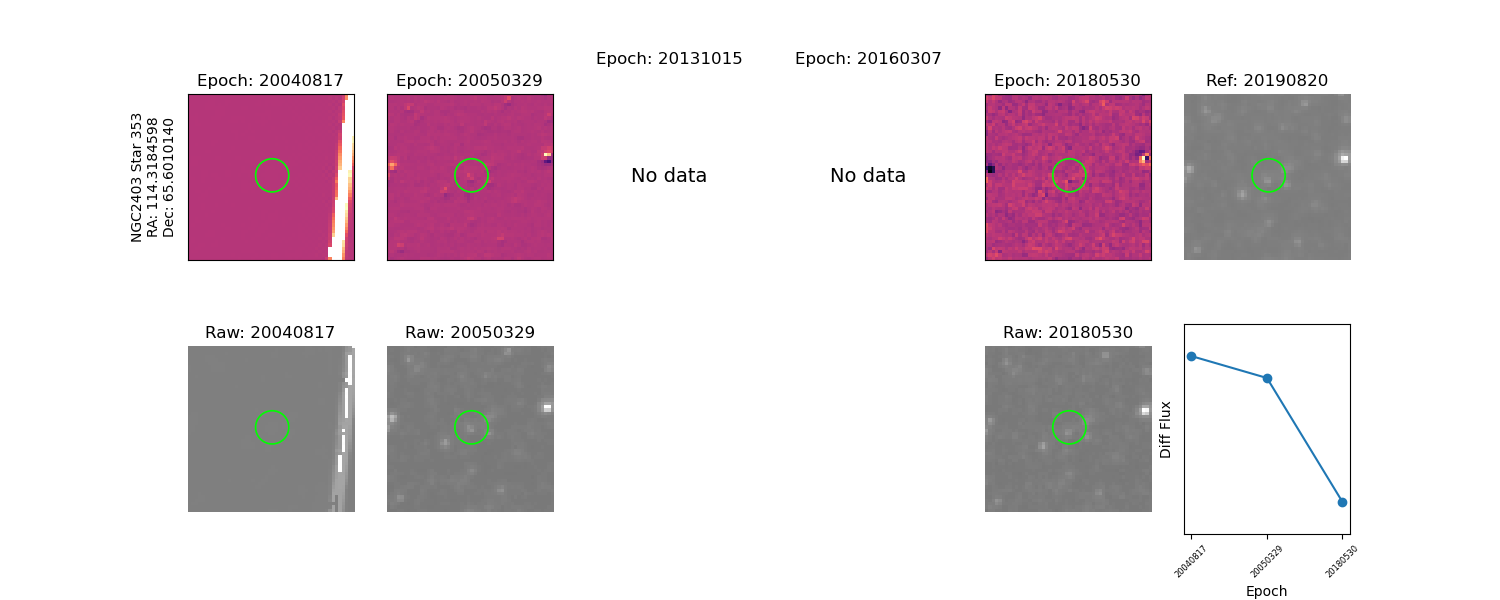 Epoch: 20131015
Epoch: 20160307
Epoch: 20040817
Epoch: 20050329
Epoch: 20180530
Ref: 20190820
NGC2403 Star 353
RA: 114.3184598
Dec: 65.6010140
No data
No data
Raw: 20040817
Raw: 20050329
Raw: 20180530
Diff Flux
20040817
20050329
20180530
Epoch